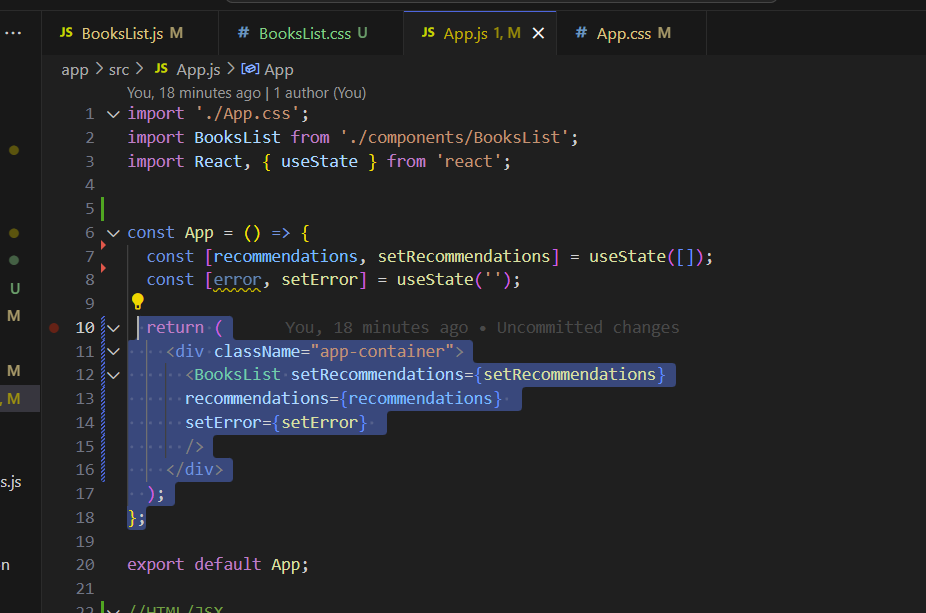 ... JS BooksList.js M # BooksList.css U JS App.js 1, M × # App.css M
app > src > JS App.js > App
You, 18 minutes ago | 1 author (You)
1 import './App.css';
2 import BooksList from './components/BooksList';
3 import React, { useState } from 'react';
4
5
6 const App = () => {
7 const [recommendations, setRecommendations] = useState([]);
8 const [error, setError] = useState('');
9
10 return ( You, 18 minutes ago • Uncommitted changes
11 <div className="app-container">
12 <BooksList setRecommendations={setRecommendations}
13 recommendations={recommendations}
14 setError={setError}
15 />
16 </div>
17 );
18 };
19
20 export default App;
21
22 //HTML/JSX
U
M
M
, M
s.js
n